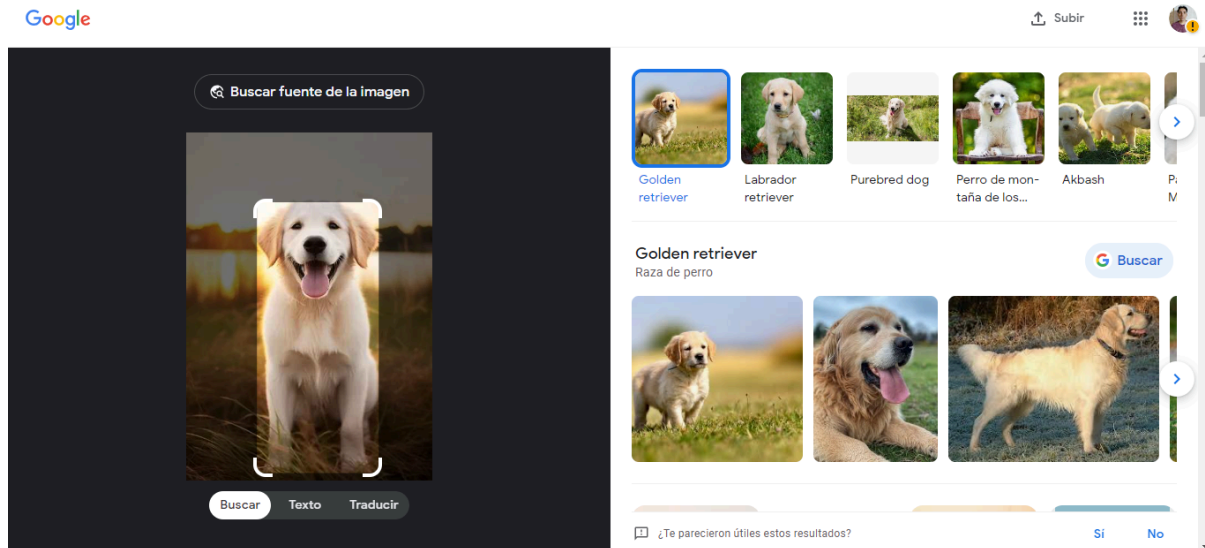 Google
Subir
Buscar fuente de la imagen
Golden
retriever
Labrador
retriever
Purebred dog
Perro de mon-
taña de los...
Akbash
Golden retriever
Raza de perro
Buscar
Buscar
Texto
Traducir
¿Te parecieron útiles estos resultados?
Sí
No